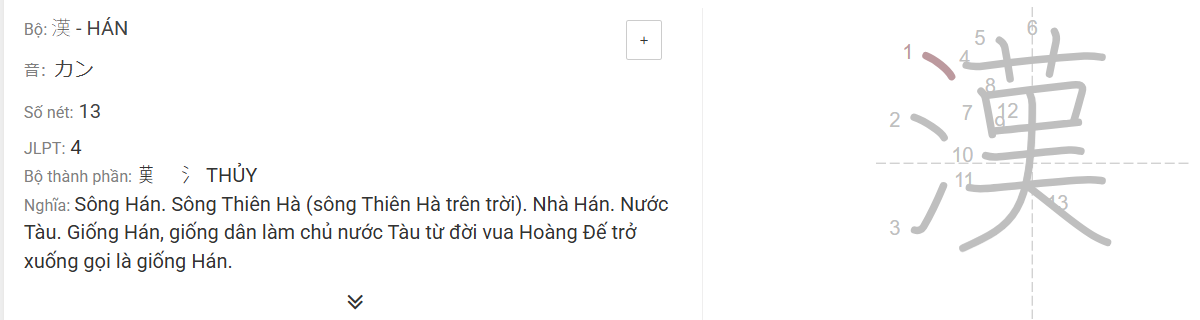 Bộ: 漢 - HÁN
+
音: カン
Số nét: 13
JLPT: 4
Bộ thành phần: 𦰩 氵 THỦY
Nghĩa: Sông Hán. Sông Thiên Hà (sông Thiên Hà trên trời). Nhà Hán. Nước
Tàu. Giống Hán, giống dân làm chủ nước Tàu từ đời vua Hoàng Đế trở
xuống gọi là giống Hán.
漢
1
2
3
4
5
6
7
8
9
10
11
12
13